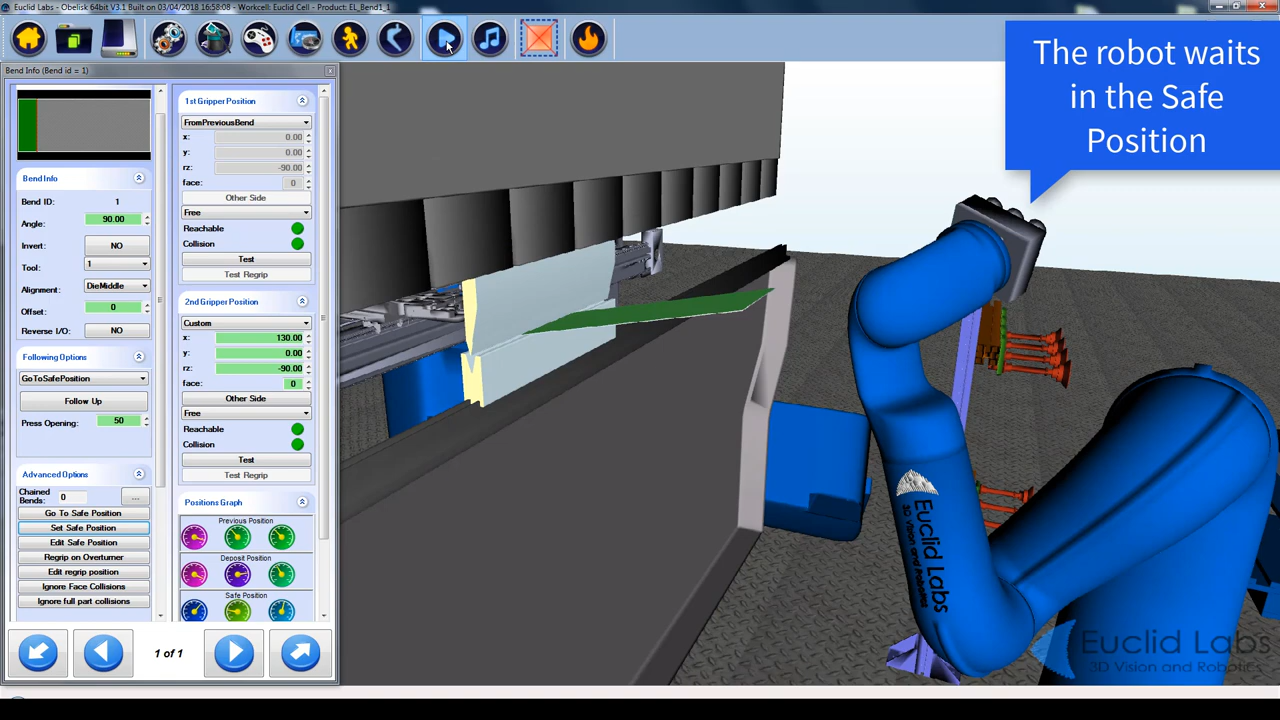 Euclid Labs - Obelisk 64bit V3.1 Built on 03/04/2018 16:58:08 - Workcell: Euclid Cell - Product: EL_Bend1_1
The robot waits
in the Safe
Position
Bend Info (Bend id = 1)
x
Bend Info
Bend ID: 1
Angle: 90.00
Invert: NO
Tool: 1
Alignment: DieMiddle
Offset: 0
Reverse I/O: NO
Following Options
GoToSafePosition
Follow Up
Press Opening: 50
Advanced Options
Chained
Bends: 0 ...
Go To Safe Position
Set Safe Position
Edit Safe Position
Regrip on Overturner
Edit regrip position
Ignore Face Collisions
Ignore full part collisions
1st Gripper Position
FromPreviousBend
x: 0.00
y: 0.00
rz: -90.00
face: 0
Other Side
Free
Reachable
Collision
Test
Test Regrip
2nd Gripper Position
Custom
x: 130.00
y: 0.00
rz: -90.00
face: 0
Other Side
Free
Reachable
Collision
Test
Test Regrip
Positions Graph
Previous Position
Deposit Position
Safe Position
1 of 1
Euclid Labs
3D Vision and Robotics
Euclid Labs
3D Vision and Robotics